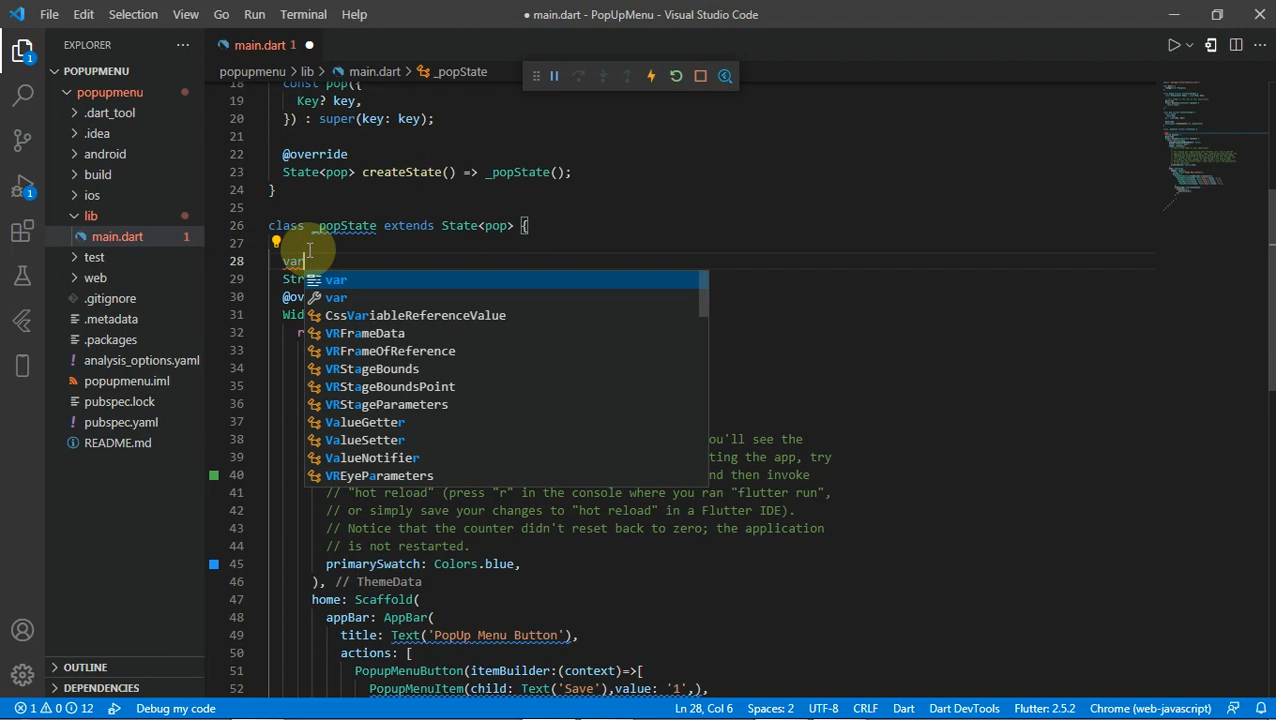 File Edit Selection View Go Run Terminal Help
● main.dart - PopUpMenu - Visual Studio Code
EXPLORER
main.dart 1
POPUPMENU
popupmenu > lib > main.dart > _popState
popupmenu
.dart_tool
.idea
android
build
ios
lib
main.dart 1
test
web
.gitignore
.metadata
.packages
analysis_options.yaml
popupmenu.iml
pubspec.lock
pubspec.yaml
README.md
OUTLINE
DEPENDENCIES
1
1
18 const pop({
19 Key? key,
20 }) : super(key: key);
21
22 @override
23 State<pop> createState() => _popState();
24 }
25
26 class _popState extends State<pop> {
27
28 var
29 Str
30 @ov
31 Wid
32 r
33
34
35
36
37
38 you'll see the
39 ting the app, try
40 nd then invoke
41 // "hot reload" (press "r" in the console where you ran "flutter run",
42 // or simply save your changes to "hot reload" in a Flutter IDE).
43 // Notice that the counter didn't reset back to zero; the application
44 // is not restarted.
45 primarySwatch: Colors.blue,
46 ), // ThemeData
47 home: Scaffold(
48 appBar: AppBar(
49 title: Text('PopUp Menu Button'),
50 actions: [
51 PopupMenuButton(itemBuilder:(context)=>[
52 PopupMenuItem(child: Text('Save'),value: '1',),
var
var
CssVariableReferenceValue
VRFrameData
VRFrameOfReference
VRStageBounds
VRStageBoundsPoint
VRStageParameters
ValueGetter
ValueSetter
ValueNotifier
VREyeParameters
1 0 12 Debug my code
Ln 28, Col 6 Spaces: 2 UTF-8 CRLF Dart Dart DevTools Flutter: 2.5.2 Chrome (web-javascript)